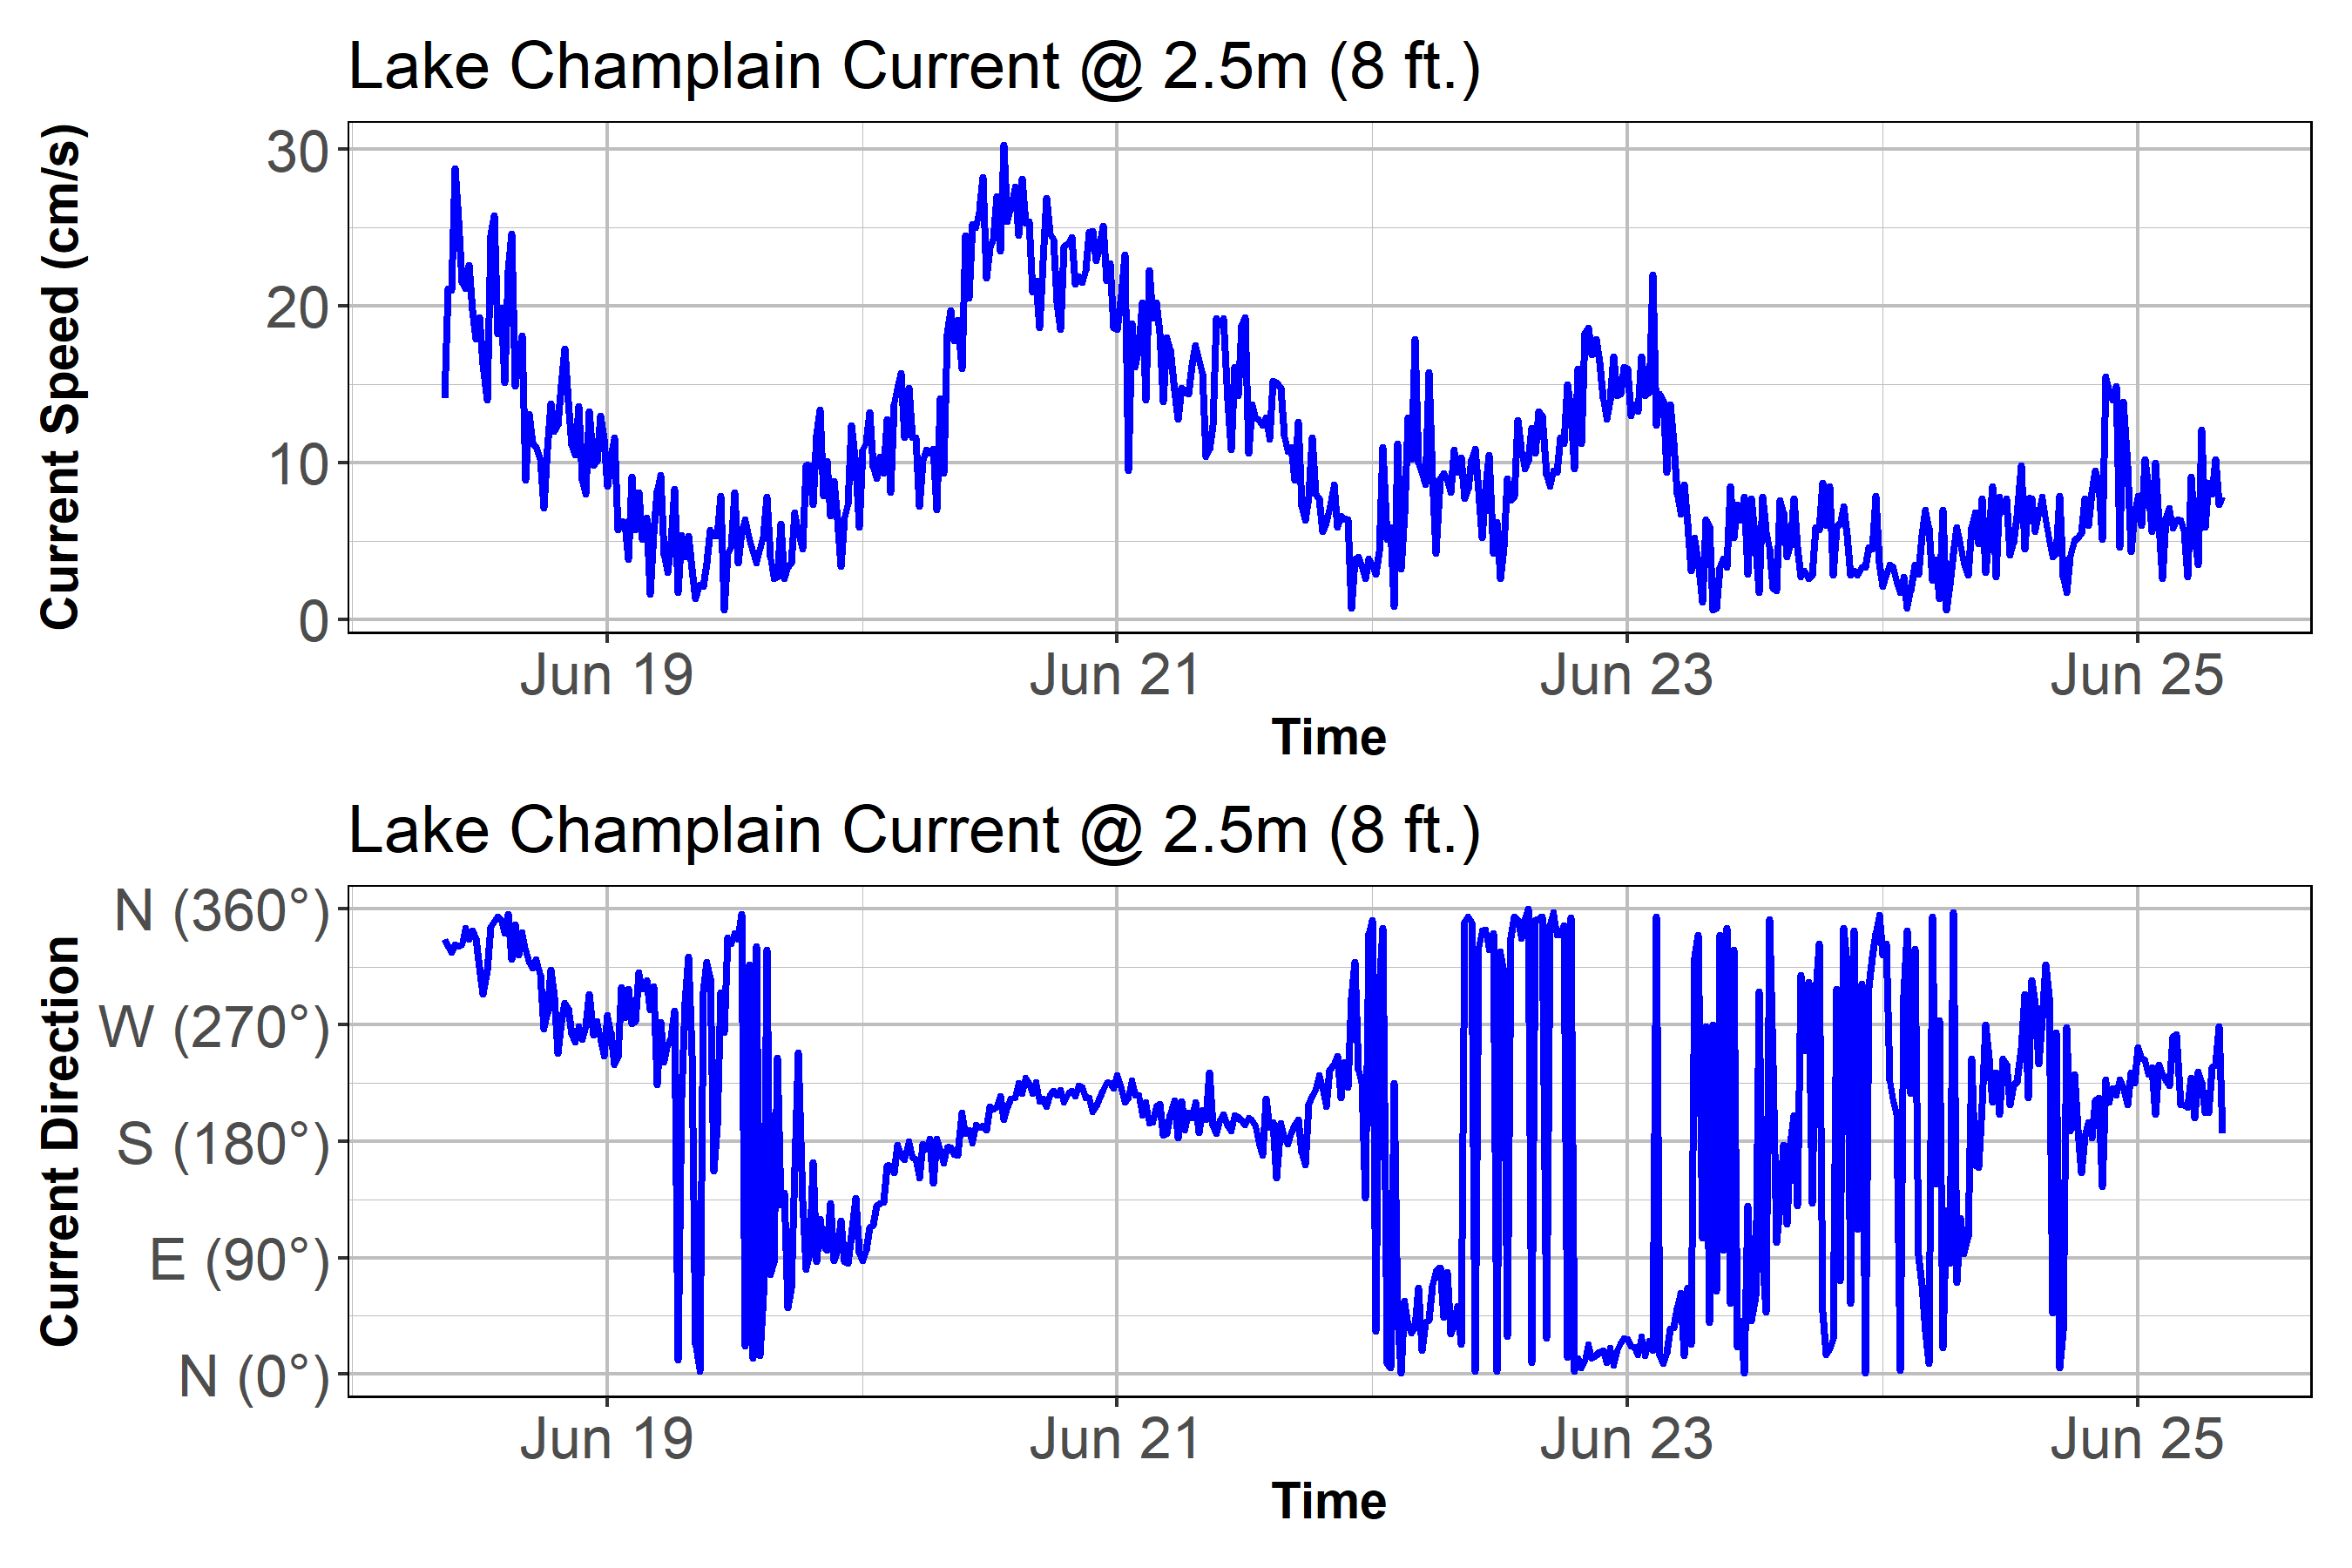 Lake Champlain Current @ 2.5m (8 ft.)
Current Speed (cm/s)
30
20
10
0
Jun 19 Jun 21 Jun 23 Jun 25
Time
Lake Champlain Current @ 2.5m (8 ft.)
Current Direction
N (360°)
W (270°)
S (180°)
E (90°)
N (0°)
Jun 19 Jun 21 Jun 23 Jun 25
Time